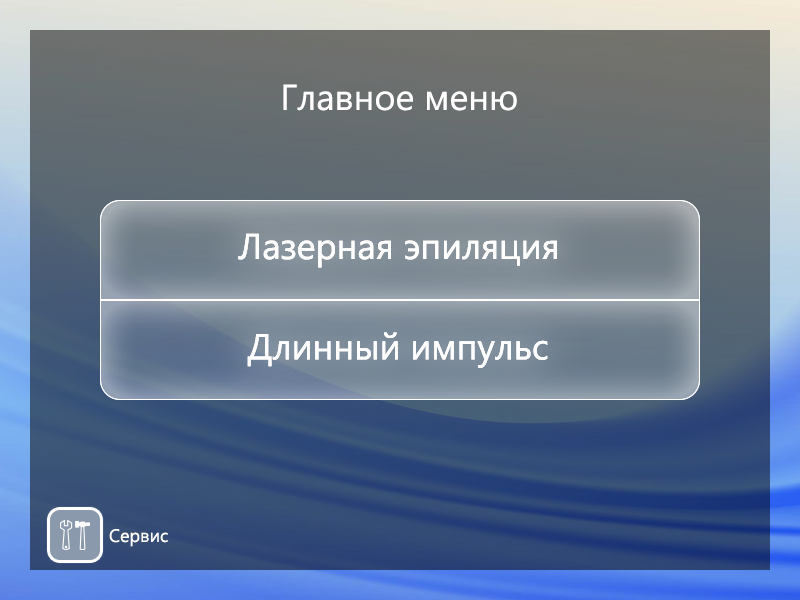 Главное меню
Лазерная эпиляция
Длинный импульс
Сервис